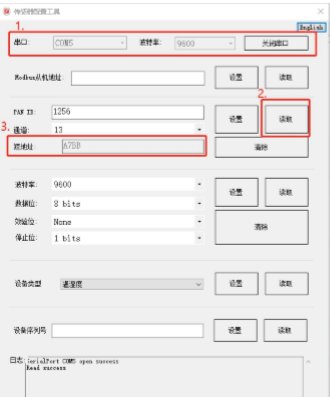 传感器配置工具
English
1.
串口: COM5 波特率: 9600 关闭串口
Modbus从机地址: 设置 读取
2.
PAN ID: 1256 设置 读取
通道: 13
3. 短地址: A7DB 清除
波特率: 9600 设置 读取
数据位: 8 bits
效验位: None 清除
停止位: 1 bits
设备类型 温湿度 设置 读取
设备序列号 设置 读取
日志: SerialPort COM5 open success
Read success